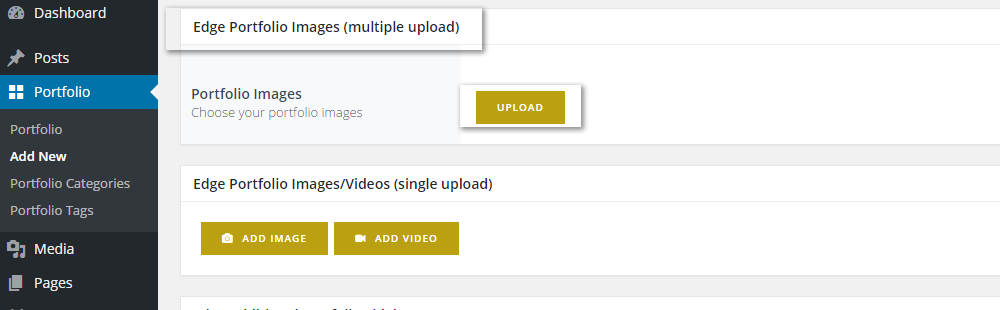 Dashboard
Posts
Portfolio
Portfolio
Add New
Portfolio Categories
Portfolio Tags
Media
Pages
Edge Portfolio Images (multiple upload)
Portfolio Images
Choose your portfolio images
UPLOAD
Edge Portfolio Images/Videos (single upload)
ADD IMAGE
ADD VIDEO